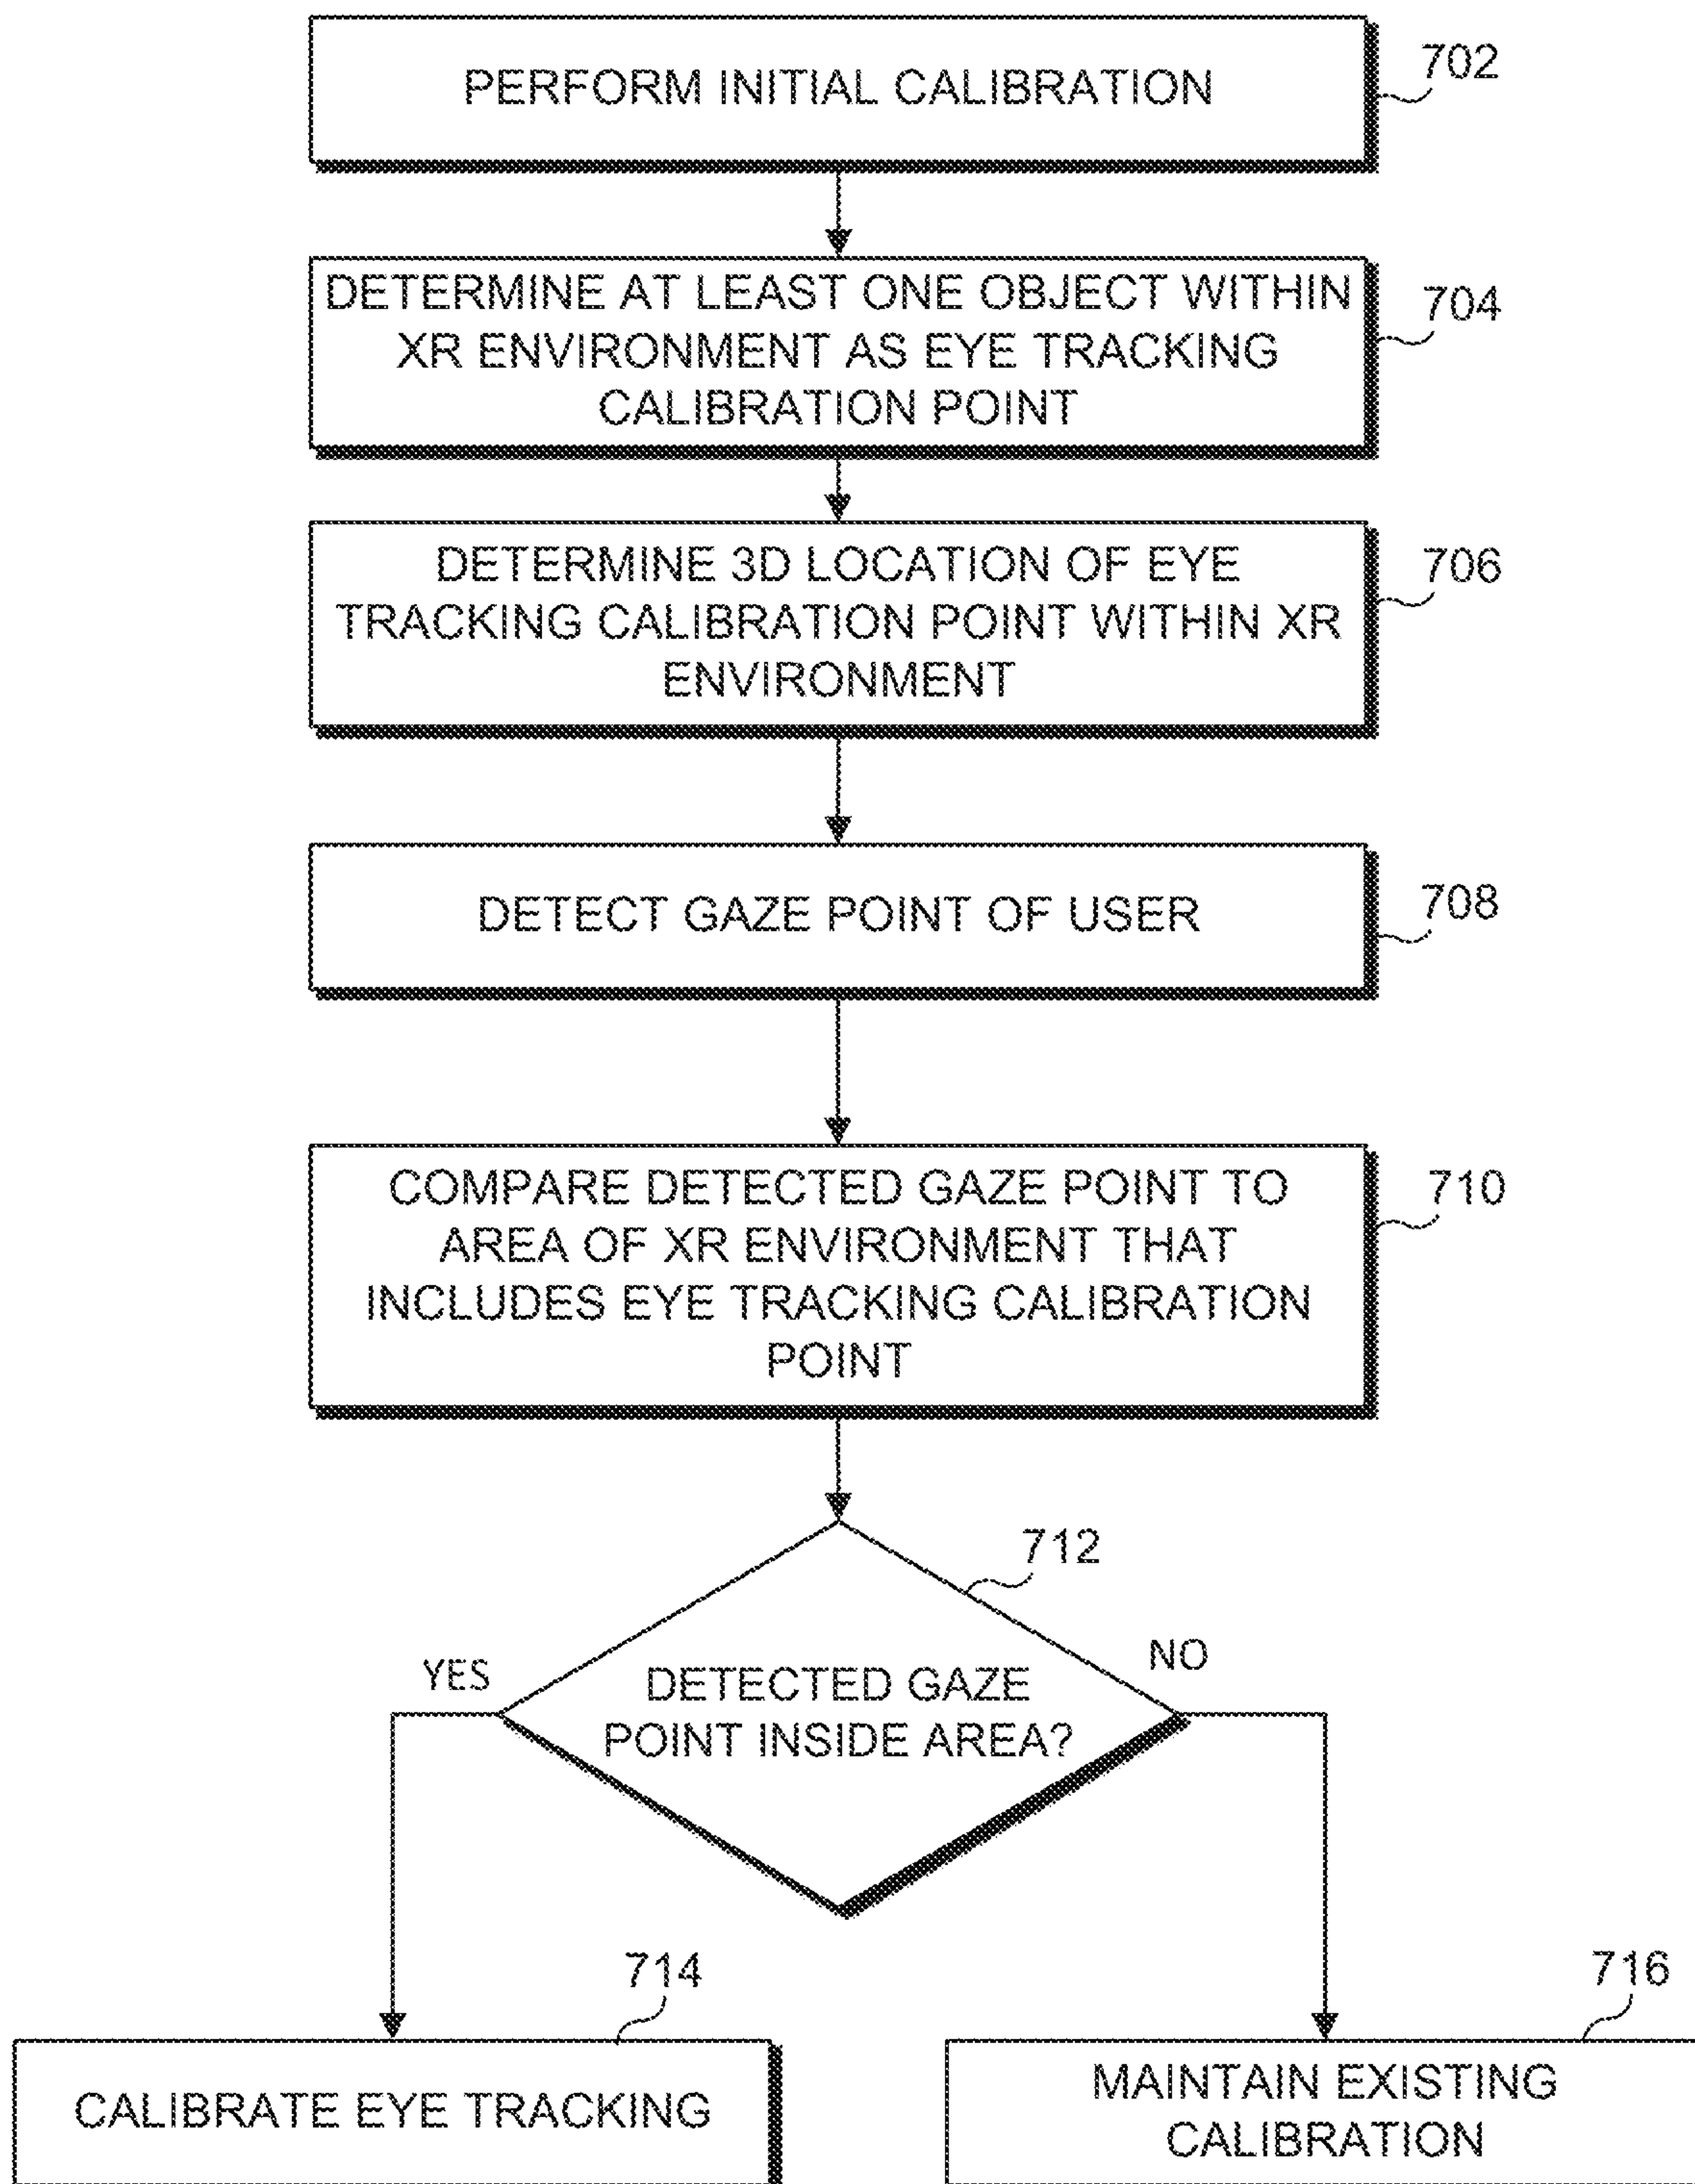 PERFORM INITIAL CALIBRATION
702
DETERMINE AT LEAST ONE OBJECT WITHIN
XR ENVIRONMENT AS EYE TRACKING
CALIBRATION POINT
704
DETERMINE 3D LOCATION OF EYE
TRACKING CALIBRATION POINT WITHIN XR
ENVIRONMENT
706
DETECT GAZE POINT OF USER
708
COMPARE DETECTED GAZE POINT TO
AREA OF XR ENVIRONMENT THAT
INCLUDES EYE TRACKING CALIBRATION
POINT
710
712
YES
NO
DETECTED GAZE
POINT INSIDE AREA?
714
716
CALIBRATE EYE TRACKING
MAINTAIN EXISTING
CALIBRATION